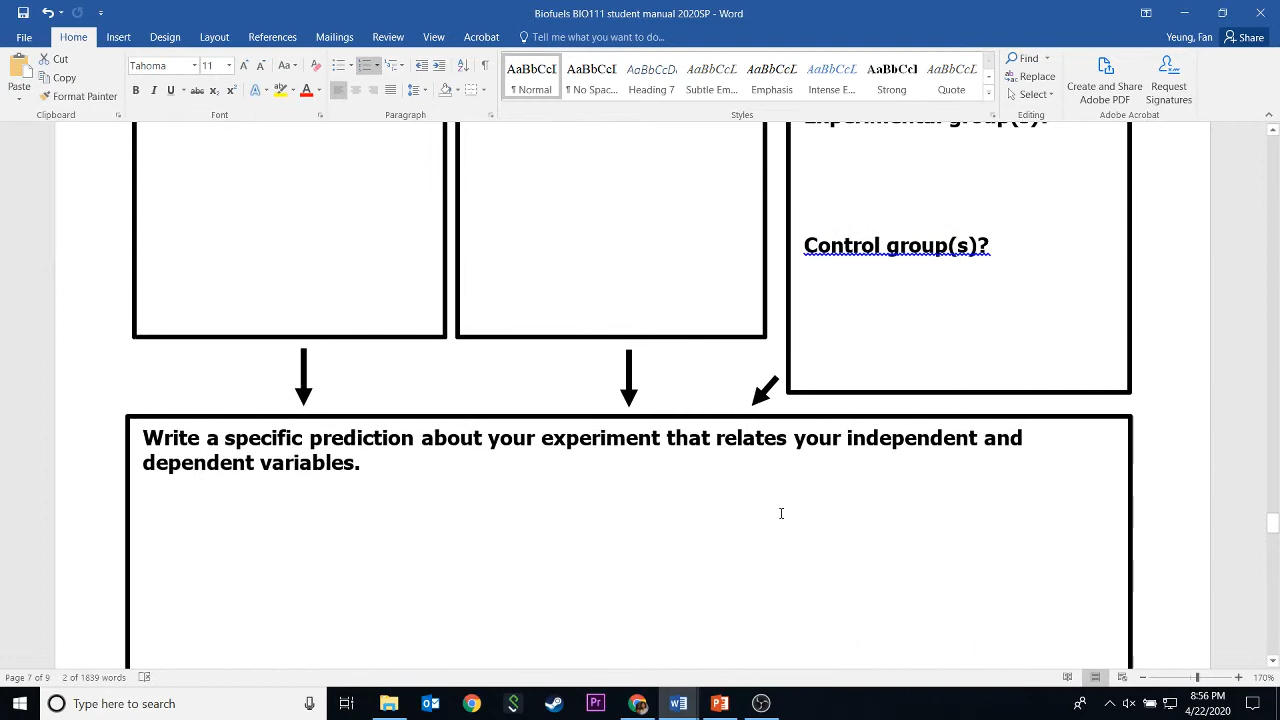 Biofuels BIO111 student manual 2020SP - Word
Yeung, Fan
File Home Insert Design Layout References Mailings Review View Acrobat Tell me what you want to do... Share
Paste
Cut
Copy
Format Painter
Clipboard
Tahoma 11
Font
Paragraph
AaBbCcI AaBbCcI AaBbCcD AaBbCcL AaBbCcL AaBbCcL AaBbCcl AaBbCcL
¶ Normal ¶ No Spac... Heading 7 Subtle Em... Emphasis Intense E... Strong Quote
Styles
Find
Replace
Select
Editing
Create and Share
Adobe PDF
Request
Signatures
Adobe Acrobat
Experimental group(s)?
Control group(s)?
Write a specific prediction about your experiment that relates your independent and
dependent variables.
Page 7 of 9 2 of 1839 words 170%
Type here to search
8:56 PM
4/22/2020